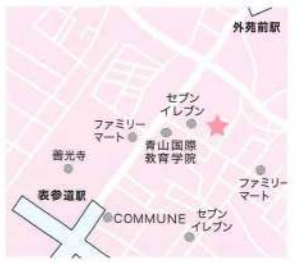 外苑前駅
セブン
イレブン
ファミリー
マート
青山国際
教育学院
善光寺
ファミリー
マート
表参道駅
COMMUNE
セブン
イレブン